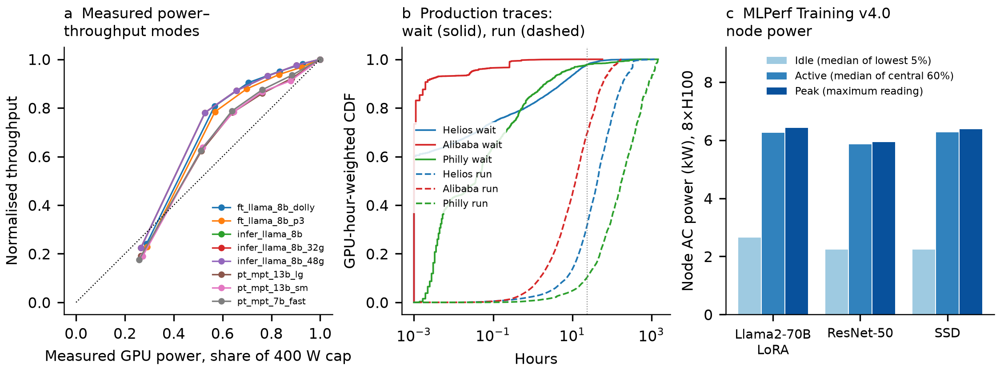 a  Measured power–
throughput modes
Normalised throughput
1.0
0.8
0.6
0.4
0.2
0.0
ft_llama_8b_dolly
ft_llama_8b_p3
infer_llama_8b
infer_llama_8b_32g
infer_llama_8b_48g
pt_mpt_13b_lg
pt_mpt_13b_sm
pt_mpt_7b_fast
0.0 0.2 0.4 0.6 0.8 1.0
Measured GPU power, share of 400 W cap
b  Production traces:
wait (solid), run (dashed)
GPU-hour-weighted CDF
1.0
0.8
0.6
0.4
0.2
0.0
Helios wait
Alibaba wait
Philly wait
Helios run
Alibaba run
Philly run
10⁻³ 10⁻¹ 10¹ 10³
Hours
c  MLPerf Training v4.0
node power
Node AC power (kW), 8×H100
8
6
4
2
0
Idle (median of lowest 5%)
Active (median of central 60%)
Peak (maximum reading)
Llama2-70B
LoRA
ResNet-50
SSD